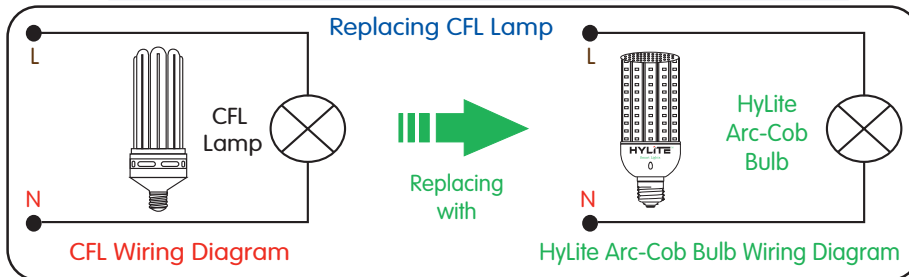 Replacing CFL Lamp
L
CFL
Lamp
N
CFL Wiring Diagram
Replacing
with
L
HYLITE
HyLite
Arc-Cob
Bulb
N
HyLite Arc-Cob Bulb Wiring Diagram